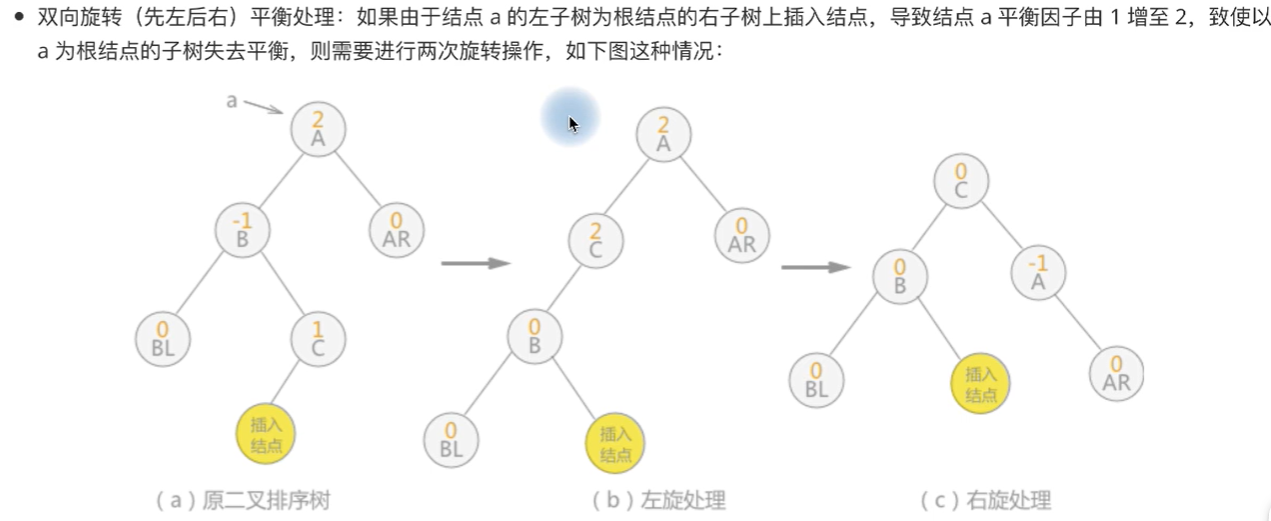 双向旋转（先左后右）平衡处理：如果由于结点 a 的左子树为根结点的右子树上插入结点，导致结点 a 平衡因子由 1 增至 2，致使以
a 为根结点的子树失去平衡，则需要进行两次旋转操作，如下图这种情况：
a
2
A
-1
B
0
AR
0
BL
1
C
插入
结点
（a）原二叉排序树
2
A
2
C
0
AR
0
B
0
BL
插入
结点
（b）左旋处理
0
C
0
B
-1
A
0
BL
插入
结点
0
AR
（c）右旋处理